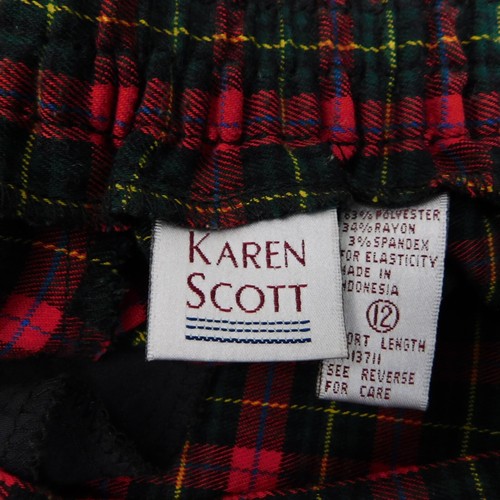 KAREN
SCOTT
63% POLYESTER
34% RAYON
3% SPANDEX
FOR ELASTICITY
MADE IN
INDONESIA
12
LENGTH
13711
SEE REVERSE
FOR CARE